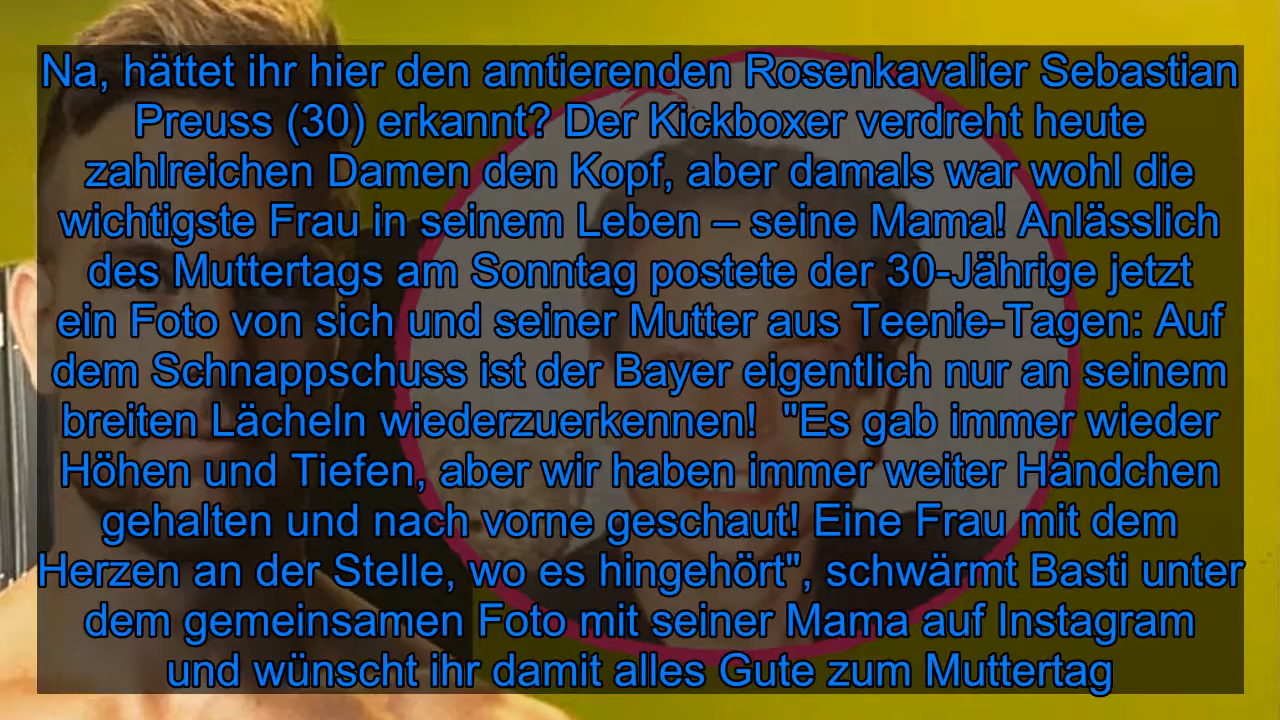 Na, hättet ihr hier den amtierenden Rosenkavalier Sebastian
Preuss (30) erkannt? Der Kickboxer verdreht heute
zahlreichen Damen den Kopf, aber damals war wohl die
wichtigste Frau in seinem Leben – seine Mama! Anlässlich
des Muttertags am Sonntag postete der 30-Jährige jetzt
ein Foto von sich und seiner Mutter aus Teenie-Tagen: Auf
dem Schnappschuss ist der Bayer eigentlich nur an seinem
breiten Lächeln wiederzuerkennen!  "Es gab immer wieder
Höhen und Tiefen, aber wir haben immer weiter Händchen
gehalten und nach vorne geschaut! Eine Frau mit dem
Herzen an der Stelle, wo es hingehört", schwärmt Basti unter
dem gemeinsamen Foto mit seiner Mama auf Instagram
und wünscht ihr damit alles Gute zum Muttertag